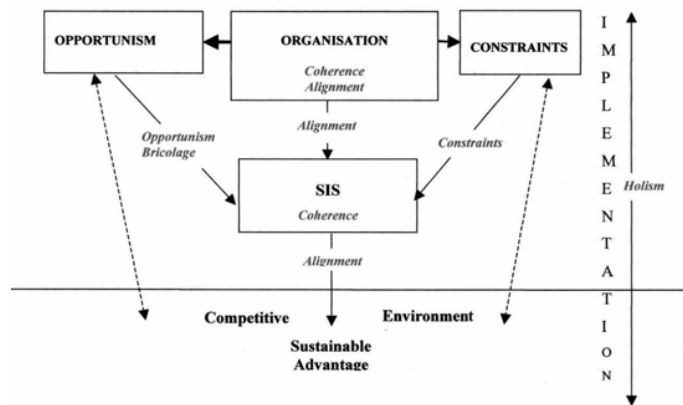 OPPORTUNISM
ORGANISATION
Coherence
Alignment
CONSTRAINTS
Opportunism
Bricolage
Alignment
Constraints
SIS
Coherence
Alignment
Competitive
Environment
Sustainable
Advantage
IMPLEMENTATION
Holism